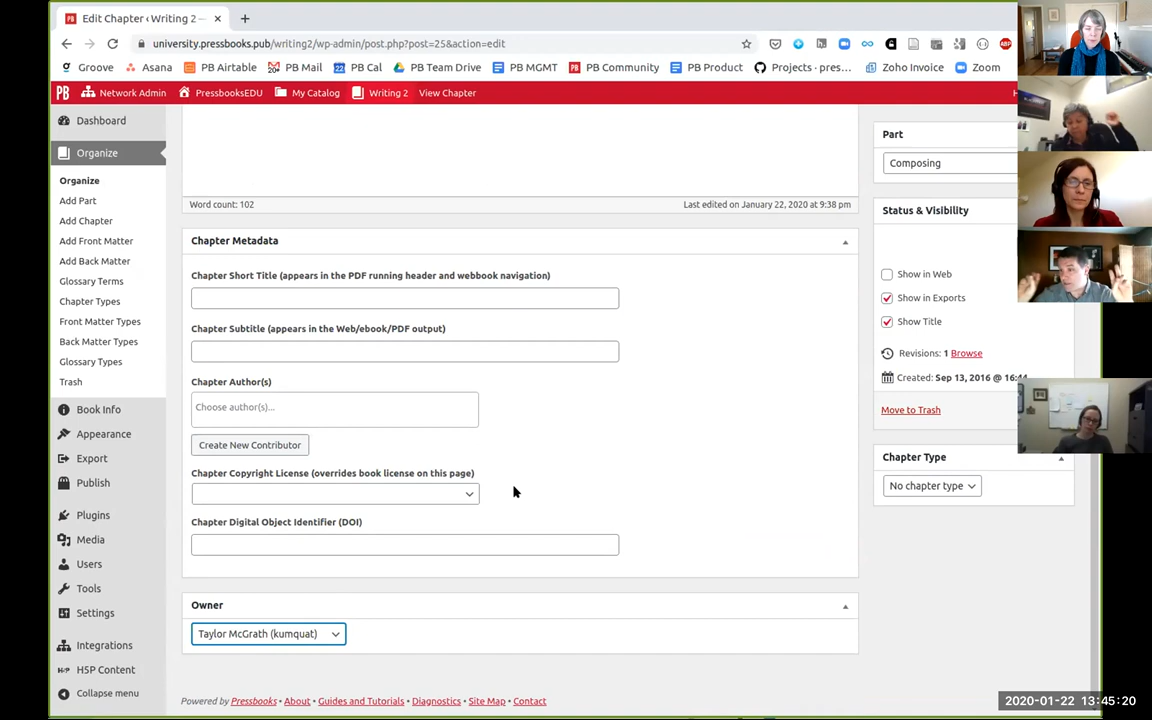 Edit Chapter ‹ Writing 2 —
university.pressbooks.pub/writing2/wp-admin/post.php?post=25&action=edit
Groove Asana PB Airtable PB Mail 22 PB Cal PB Team Drive PB MGMT PB Community PB Product Projects · pres… Zoho Invoice Zoom
PB Network Admin PressbooksEDU My Catalog Writing 2 View Chapter
Dashboard
Organize
Organize
Add Part
Add Chapter
Add Front Matter
Add Back Matter
Glossary Terms
Chapter Types
Front Matter Types
Back Matter Types
Glossary Types
Trash
Book Info
Appearance
Export
Publish
Plugins
Media
Users
Tools
Settings
Integrations
H5P Content
Collapse menu
Word count: 102 Last edited on January 22, 2020 at 9:38 pm
Chapter Metadata
Chapter Short Title (appears in the PDF running header and webbook navigation)
Chapter Subtitle (appears in the Web/ebook/PDF output)
Chapter Author(s)
Choose author(s)...
Create New Contributor
Chapter Copyright License (overrides book license on this page)
Chapter Digital Object Identifier (DOI)
Owner
Taylor McGrath (kumquat)
Powered by Pressbooks | About | Guides and Tutorials | Diagnostics | Site Map | Contact
Part
Composing
Status & Visibility
Show in Web
Show in Exports
Show Title
Revisions: 1 Browse
Created: Sep 13, 2016 @ 16:44
Move to Trash
Chapter Type
No chapter type
2020-01-22 13:45:20